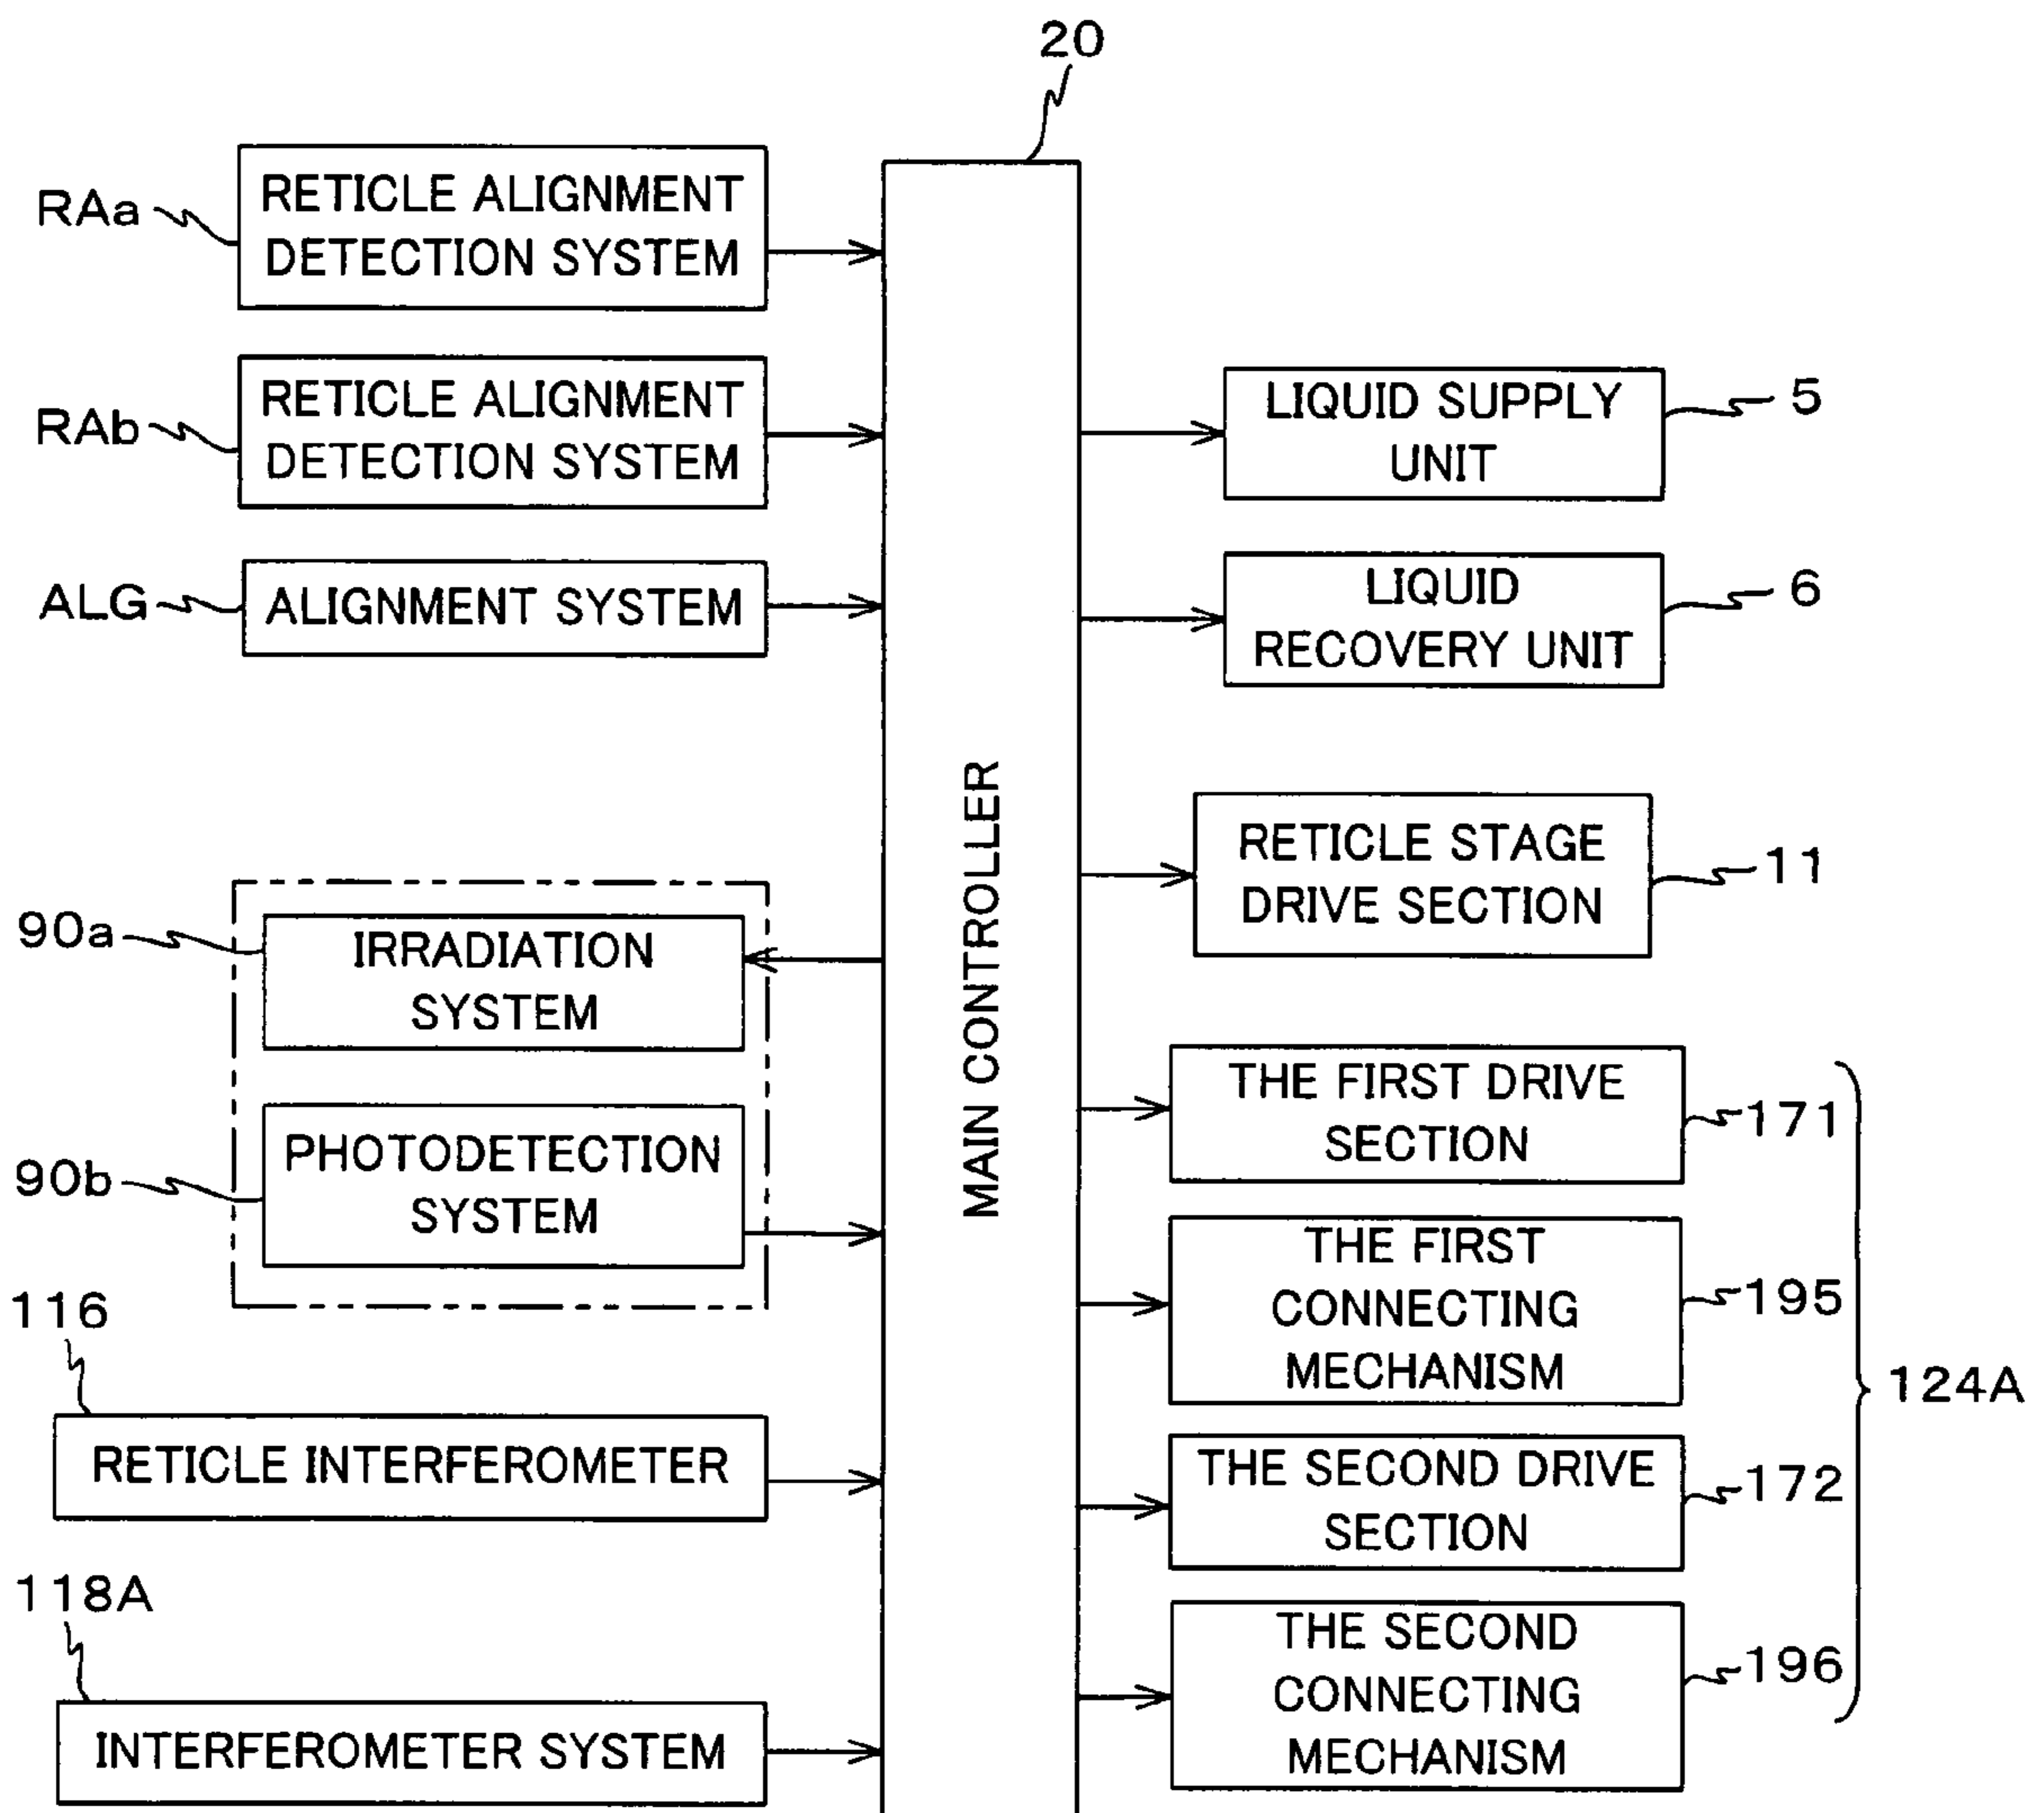 20
RAa
RETICLE ALIGNMENT
DETECTION SYSTEM
RAb
RETICLE ALIGNMENT
DETECTION SYSTEM
ALG
ALIGNMENT SYSTEM
90a
IRRADIATION
SYSTEM
90b
PHOTODETECTION
SYSTEM
116
RETICLE INTERFEROMETER
118A
INTERFEROMETER SYSTEM
MAIN CONTROLLER
LIQUID SUPPLY
UNIT
5
LIQUID
RECOVERY UNIT
6
RETICLE STAGE
DRIVE SECTION
11
THE FIRST DRIVE
SECTION
171
THE FIRST
CONNECTING
MECHANISM
195
THE SECOND DRIVE
SECTION
172
THE SECOND
CONNECTING
MECHANISM
196
124A